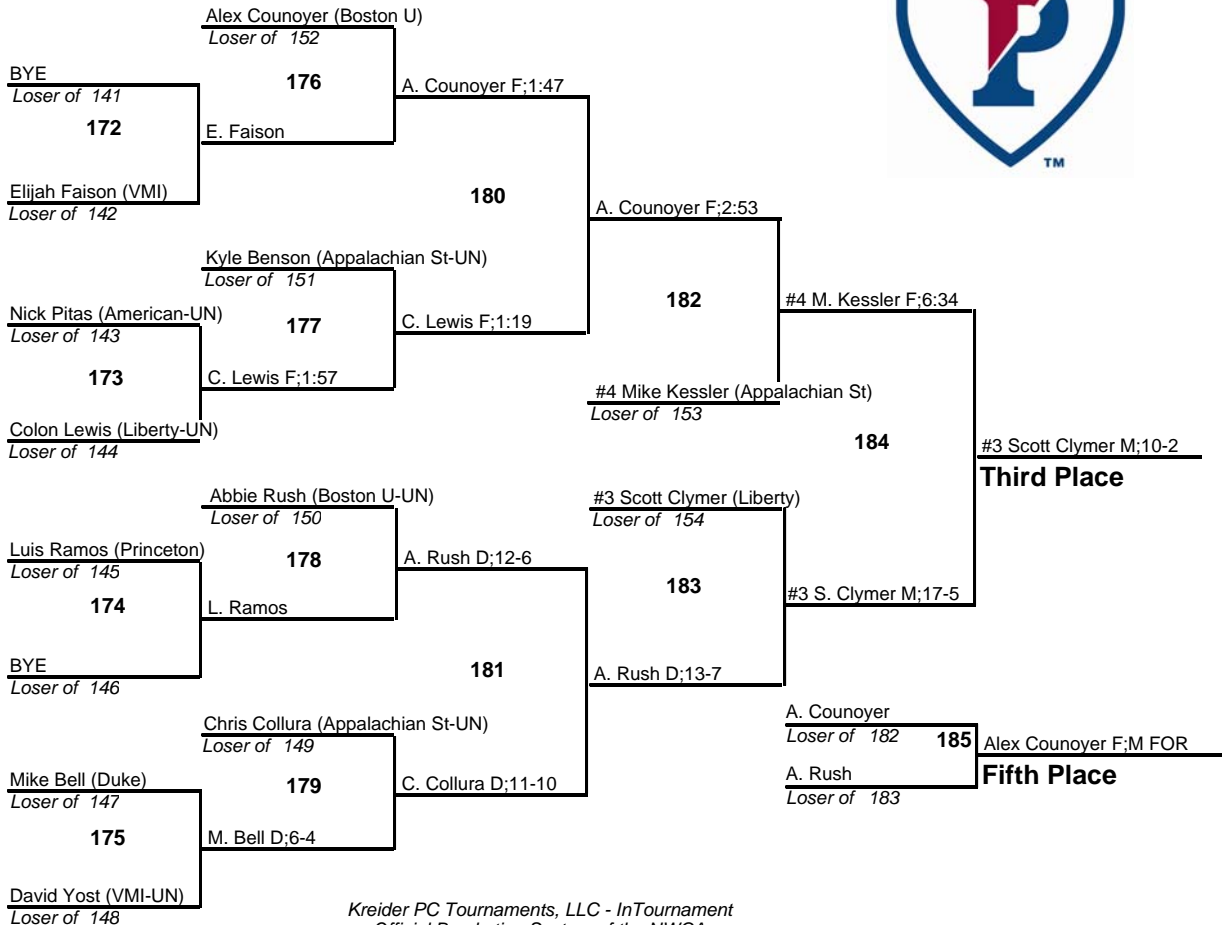 Alex Counoyer (Boston U)
Loser of 152
BYE
Loser of 141
176
A. Counoyer F;1:47
172
E. Faison
Elijah Faison (VMI)
Loser of 142
180
A. Counoyer F;2:53
Kyle Benson (Appalachian St-UN)
Loser of 151
Nick Pitas (American-UN)
Loser of 143
177
C. Lewis F;1:19
182
#4 M. Kessler F;6:34
173
C. Lewis F;1:57
Colon Lewis (Liberty-UN)
Loser of 144
#4 Mike Kessler (Appalachian St)
Loser of 153
184
#3 Scott Clymer M;10-2
Third Place
Abbie Rush (Boston U-UN)
Loser of 150
#3 Scott Clymer (Liberty)
Loser of 154
Luis Ramos (Princeton)
Loser of 145
178
A. Rush D;12-6
174
L. Ramos
183
#3 S. Clymer M;17-5
BYE
Loser of 146
181
A. Rush D;13-7
Chris Collura (Appalachian St-UN)
Loser of 149
A. Counoyer
Loser of 182
185
Alex Counoyer F;M FOR
Fifth Place
A. Rush
Loser of 183
Mike Bell (Duke)
Loser of 147
179
C. Collura D;11-10
175
M. Bell D;6-4
David Yost (VMI-UN)
Loser of 148
P
TM
Kreider PC Tournaments, LLC - InTournament